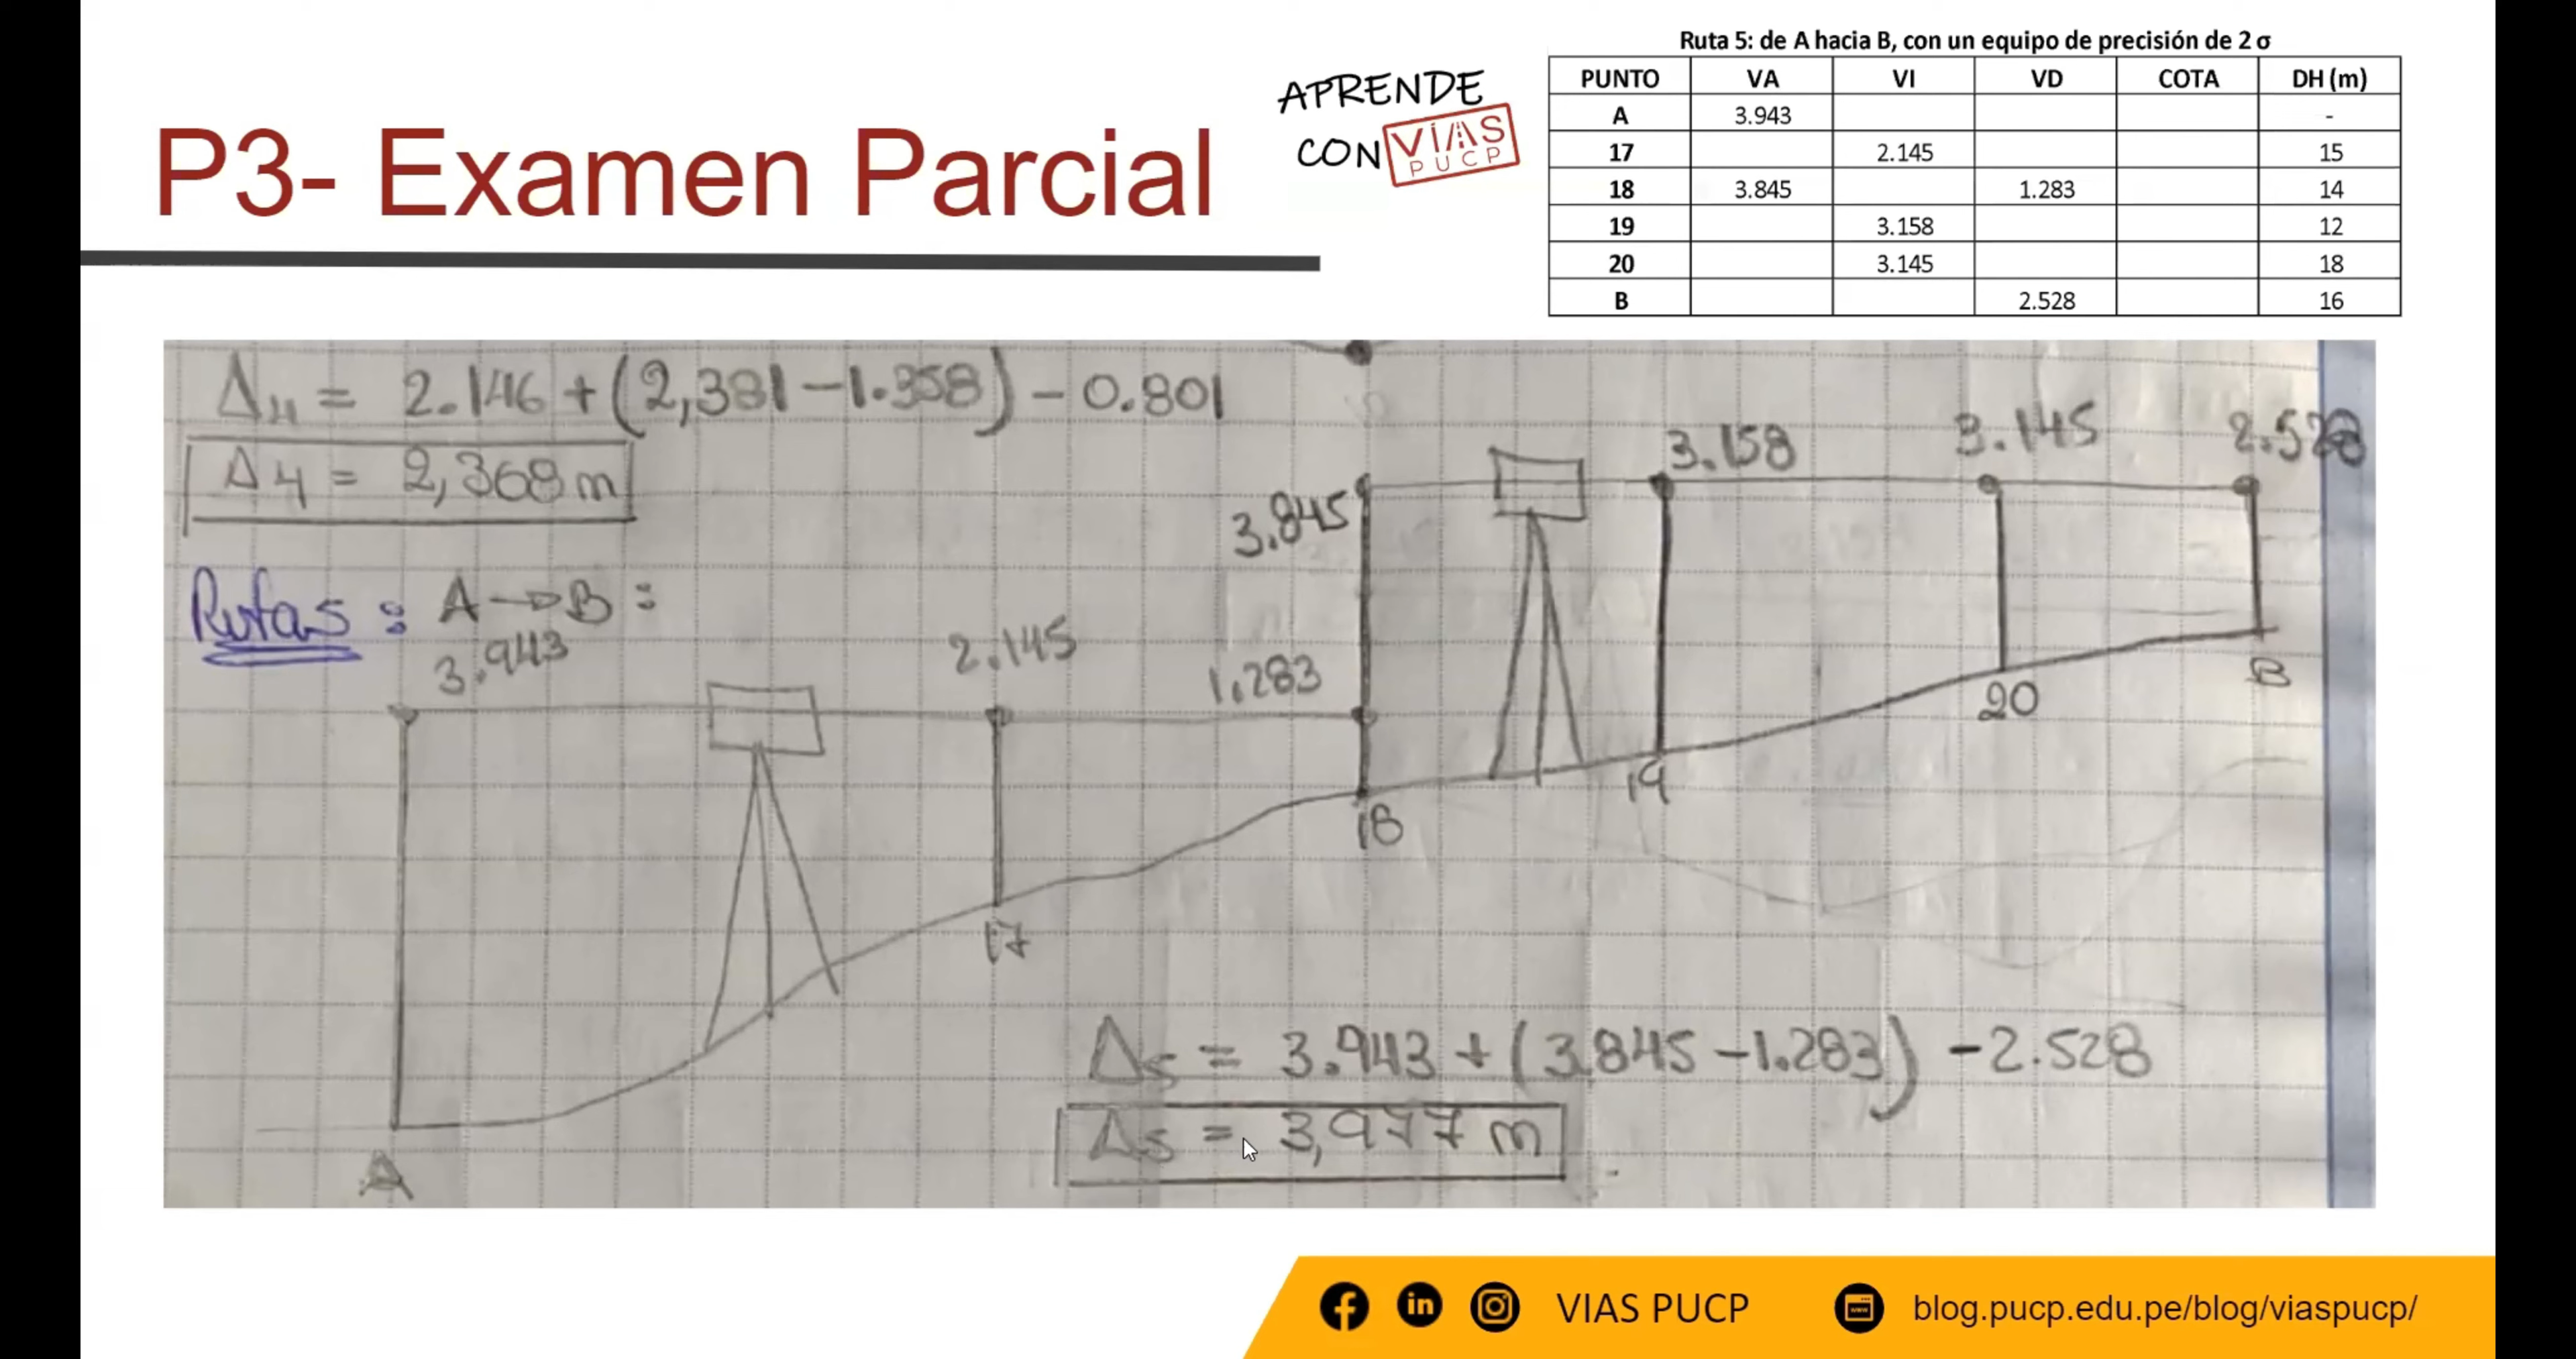 P3- Examen Parcial
APRENDE
CON VÍAS
PUCP
Ruta 5: de A hacia B, con un equipo de precisión de 2 σ
PUNTO VA VI VD COTA DH (m)
A 3.943 -
17 2.145 15
18 3.845 1.283 14
19 3.158 12
20 3.145 18
B 2.528 16
Δ4 = 2.146 + (2,381 - 1.358) - 0.801
Δ4 = 2,368 m
Ruta5: A → B:
3.943
2.145
1.283
3.845
3.158
3.145
2.528
A
17
18
19
20
B
Δ5 = 3.943 + (3.845 - 1.283) - 2.528
Δ5 = 3,977 m
VIAS PUCP
blog.pucp.edu.pe/blog/viaspucp/